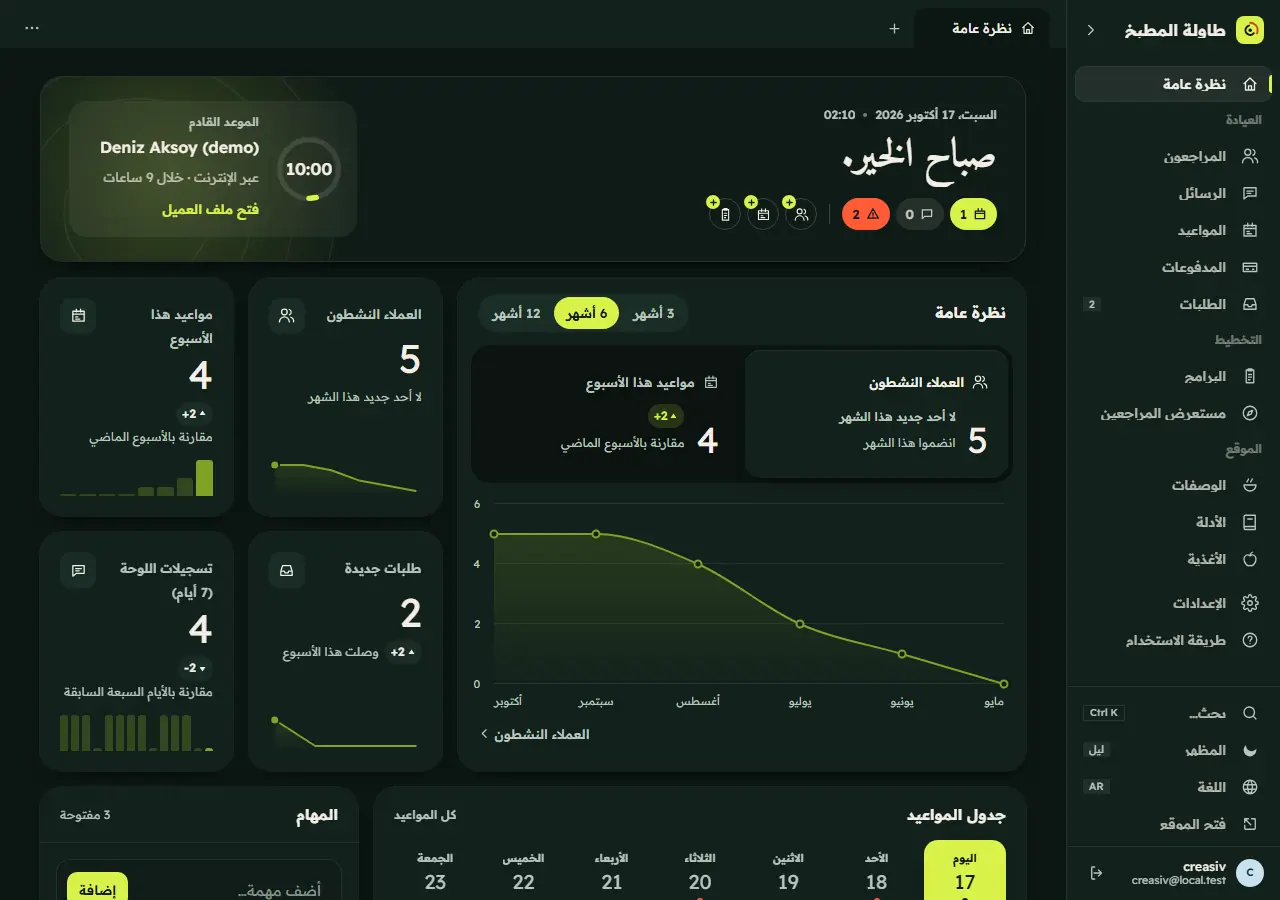 طاولة المطبخ
نظرة عامة
العيادة
المراجعون
الرسائل
المواعيد
المدفوعات
الطلبات 2
التخطيط
البرامج
مستعرض المراجعين
الموقع
الوصفات
الأدلة
الأغذية
الإعدادات
طريقة الاستخدام
بحث... Ctrl K
المظهر ليل
اللغة AR
فتح الموقع
C
creasiv
creasiv@local.test
نظرة عامة
السبت، 17 أكتوبر 2026 • 02:10
صباح الخير.
1
0
2
10:00
الموعد القادم
Deniz Aksoy (demo)
عبر الإنترنت · خلال 9 ساعات
فتح ملف العميل
نظرة عامة
3 أشهر
6 أشهر
12 أشهر
العملاء النشطون
5
لا أحد جديد هذا الشهر
انضموا هذا الشهر
مواعيد هذا الأسبوع
4
+2
مقارنة بالأسبوع الماضي
6
4
2
0
مايو
يونيو
يوليو
أغسطس
سبتمبر
أكتوبر
العملاء النشطون
العملاء النشطون
5
لا أحد جديد هذا الشهر
مواعيد هذا
الأسبوع
4
+2
مقارنة بالأسبوع الماضي
طلبات جديدة
2
+2 وصلت هذا الأسبوع
تسجيلات اللوحة
(7 أيام)
4
-2
مقارنة بالأيام السبعة السابقة
جدول المواعيد
كل المواعيد
اليوم
17
الأحد
18
الاثنين
19
الثلاثاء
20
الأربعاء
21
الخميس
22
الجمعة
23
المهام
3 مفتوحة
أضف مهمة...
إضافة